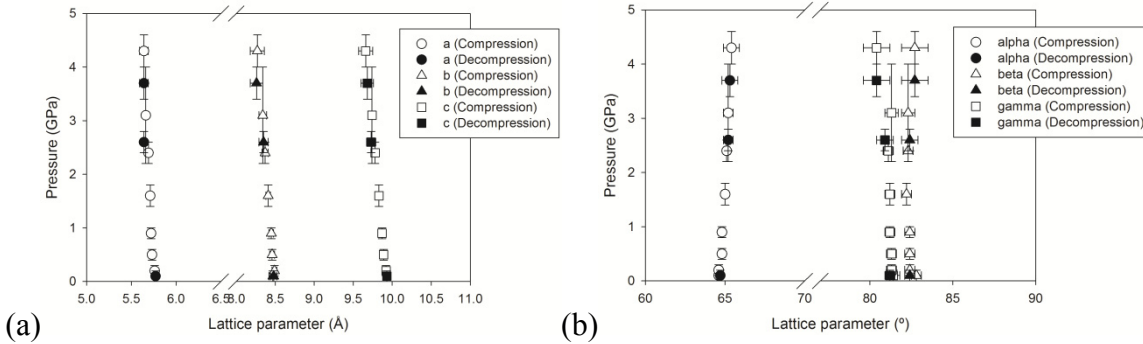 5
4
3
2
1
0
Pressure (GPa)
5.0 5.5 6.0 6.5 8.0 8.5 9.0 9.5 10.0 10.5 11.0
Lattice parameter (Å)
a (Compression)
a (Decompression)
b (Compression)
b (Decompression)
c (Compression)
c (Decompression)
(a)
5
4
3
2
1
0
Pressure (GPa)
60 65 70 75 80 85 90
Lattice parameter (º)
alpha (Compression)
alpha (Decompression)
beta (Compression)
beta (Decompression)
gamma (Compression)
gamma (Decompression)
(b)